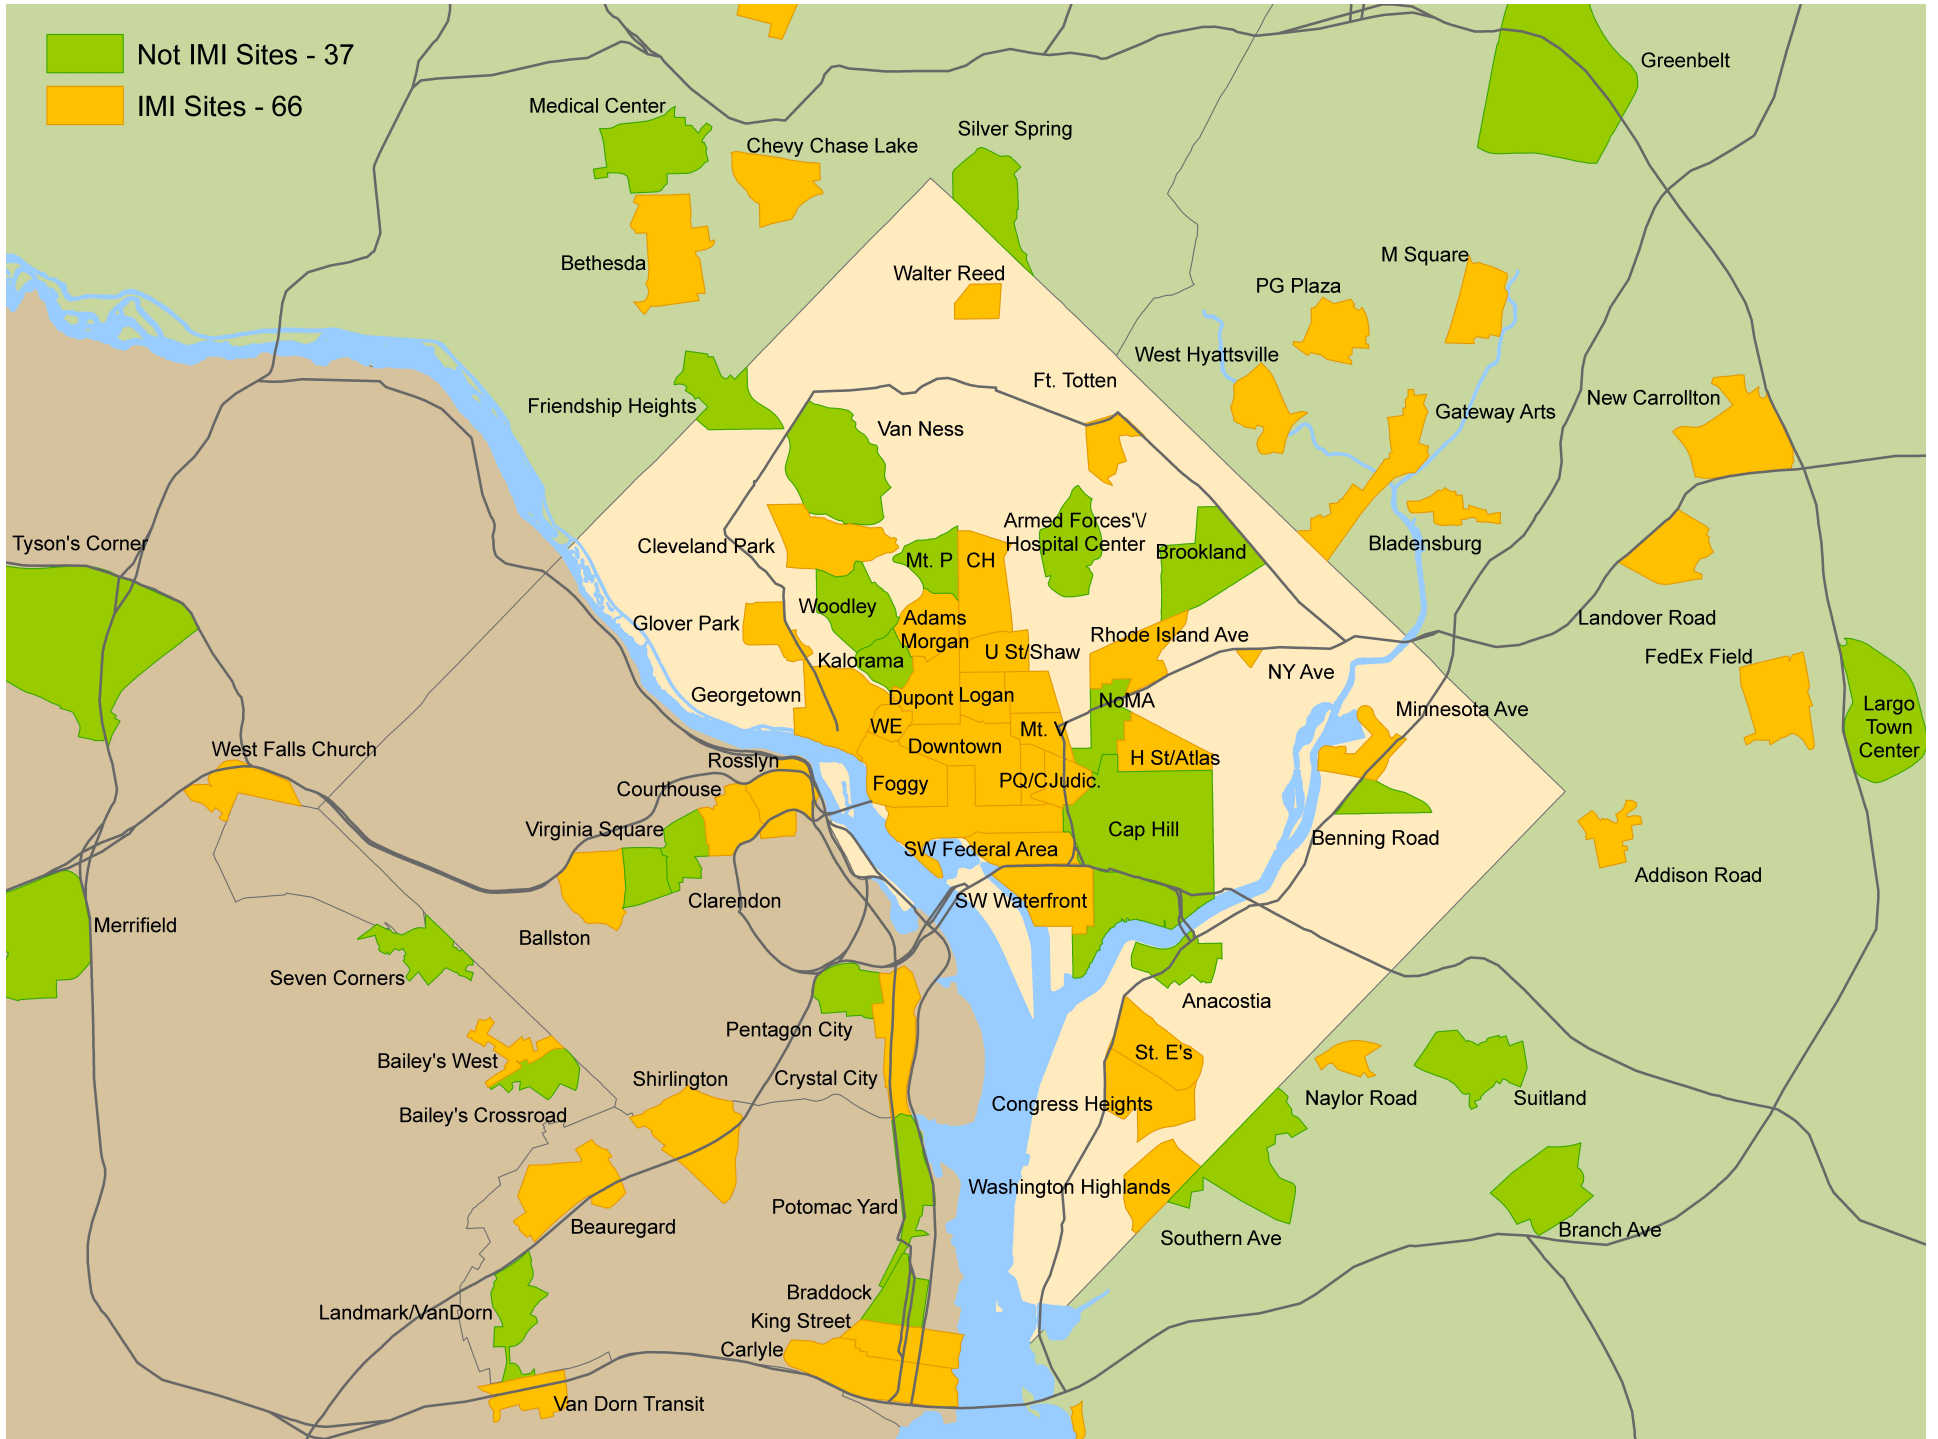 Not IMI Sites - 37
IMI Sites - 66
Greenbelt
Medical Center
Silver Spring
Chevy Chase Lake
M Square
Bethesda
Walter Reed
PG Plaza
West Hyattsville
Ft. Totten
New Carrollton
Friendship Heights
Gateway Arts
Van Ness
Armed Forces'\/
Hospital Center
Tyson's Corner
Cleveland Park
Bladensburg
Brookland
Mt. P
CH
Woodley
Adams
Morgan
Glover Park
Landover Road
Rhode Island Ave
U St/Shaw
FedEx Field
Kalorama
NY Ave
Georgetown
Dupont
Logan
NoMA
Largo
Town
Center
Minnesota Ave
WE
Mt. V
West Falls Church
Downtown
H St/Atlas
Rosslyn
PQ/CJudic.
Foggy
Courthouse
Virginia Square
Cap Hill
Benning Road
SW Federal Area
Addison Road
Clarendon
SW Waterfront
Merrifield
Ballston
Seven Corners
Anacostia
Pentagon City
St. E's
Bailey's West
Shirlington
Crystal City
Congress Heights
Naylor Road
Suitland
Bailey's Crossroad
Washington Highlands
Potomac Yard
Beauregard
Branch Ave
Southern Ave
Braddock
Landmark/VanDorn
King Street
Carlyle
Van Dorn Transit